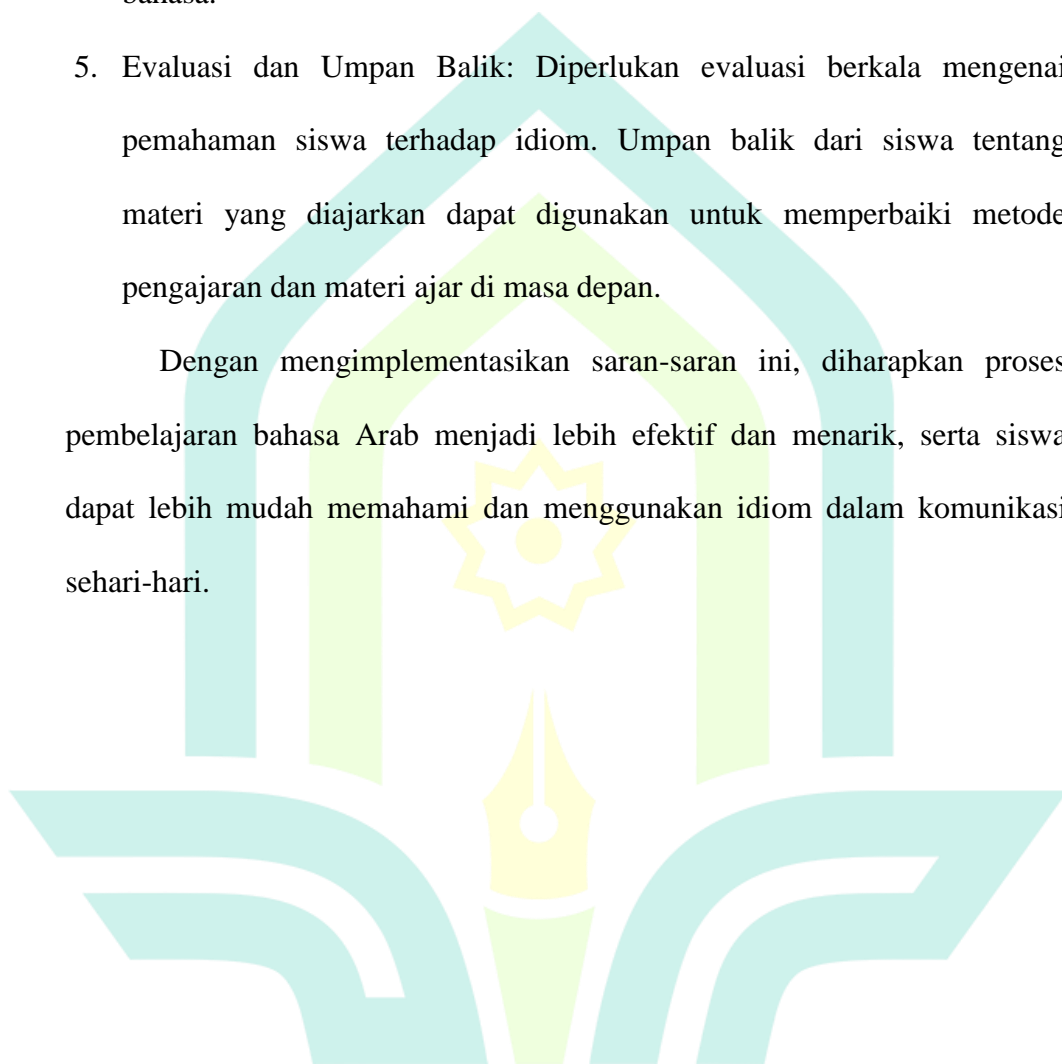 bahasa.
5. Evaluasi dan Umpan Balik: Diperlukan evaluasi berkala mengenai
pemahaman siswa terhadap idiom. Umpan balik dari siswa tentang
materi yang diajarkan dapat digunakan untuk memperbaiki metode
pengajaran dan materi ajar di masa depan.
Dengan mengimplementasikan saran-saran ini, diharapkan proses
pembelajaran bahasa Arab menjadi lebih efektif dan menarik, serta siswa
dapat lebih mudah memahami dan menggunakan idiom dalam komunikasi
sehari-hari.